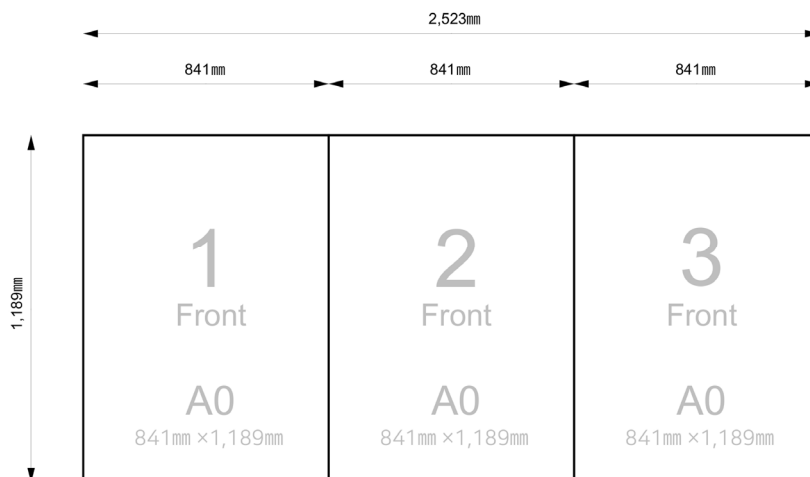 2,523㎜
841㎜ 841㎜ 841㎜
1,189㎜
1 2 3
Front Front Front
A0 A0 A0
841㎜ ×1,189㎜ 841㎜ ×1,189㎜ 841㎜ ×1,189㎜